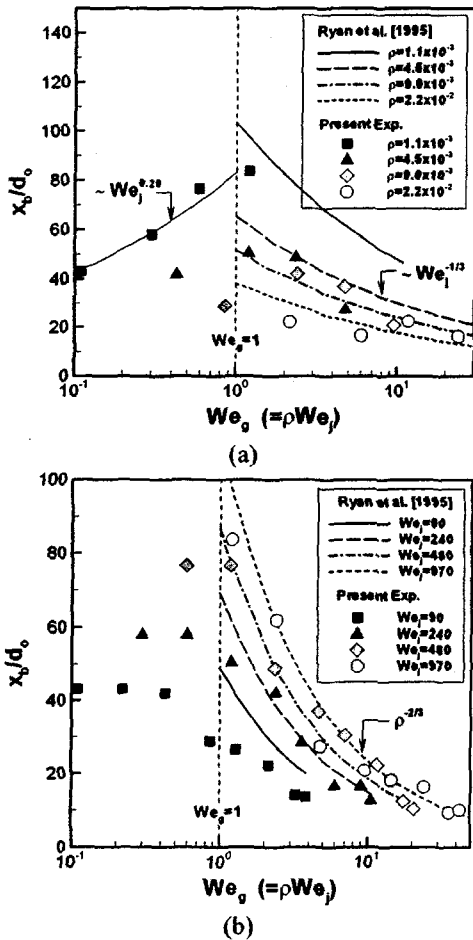 140
120
100
80
60
40
20
0
x_b/d_o
Ryan et al. [1995]
ρ=1.1x10⁻³
ρ=4.5x10⁻³
ρ=9.0x10⁻³
ρ=2.2x10⁻²
Present Exp.
ρ=1.1x10⁻³
ρ=4.5x10⁻³
ρ=9.0x10⁻³
ρ=2.2x10⁻²
~ We_j^0.29
~We_j^-1/3
We_g=1
10⁻¹ 10⁰ 10¹
We_g (=ρWe_j)
(a)
100
80
60
40
20
0
x_b/d_o
Ryan et al. [1995]
We_j=90
We_j=240
We_j=480
We_j=970
Present Exp.
We_j=90
We_j=240
We_j=480
We_j=970
ρ^-2/3
We_g=1
10⁻¹ 10⁰ 10¹
We_g (=ρWe_j)
(b)